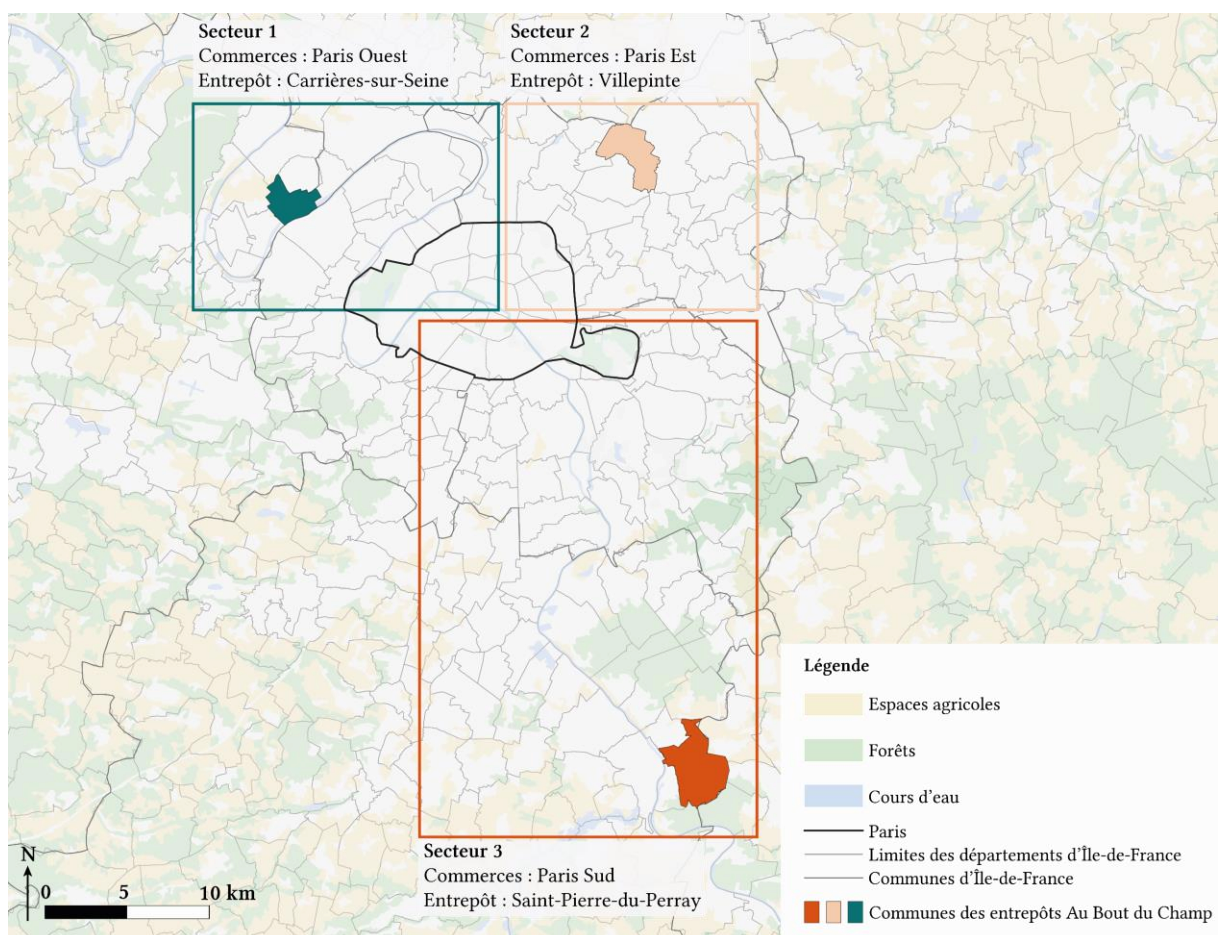 Secteur 1
Commerces : Paris Ouest
Entrepôt : Carrières-sur-Seine
Secteur 2
Commerces : Paris Est
Entrepôt : Villepinte
Secteur 3
Commerces : Paris Sud
Entrepôt : Saint-Pierre-du-Perray
N
0 5 10 km
Légende
Espaces agricoles
Forêts
Cours d'eau
Paris
Limites des départements d'Île-de-France
Communes d'Île-de-France
Communes des entrepôts Au Bout du Champ